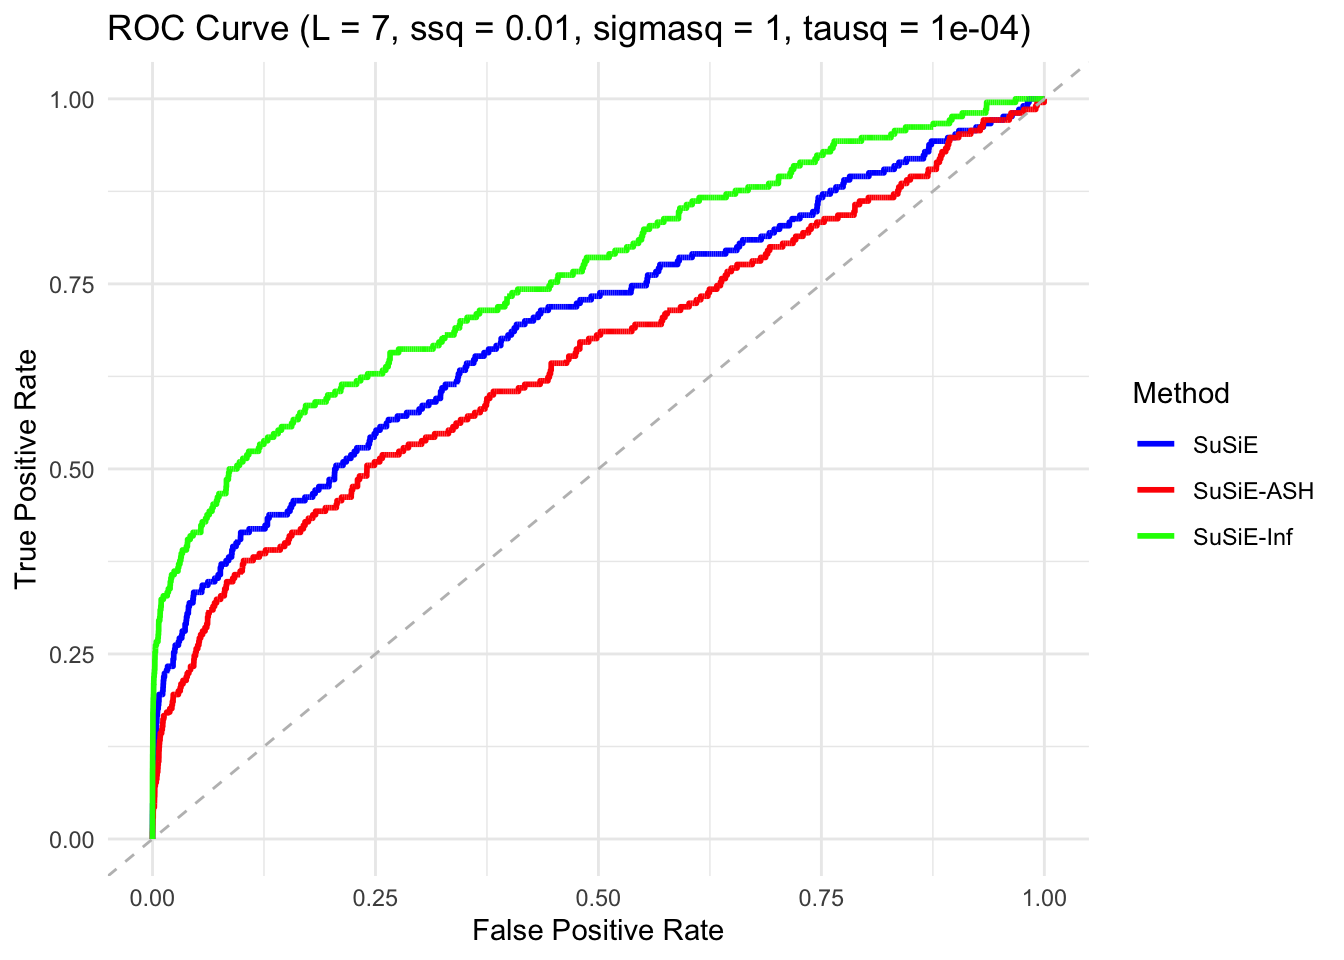 ROC Curve (L = 7, ssq = 0.01, sigmasq = 1, tausq = 1e-04)
True Positive Rate
1.00
0.75
0.50
0.25
0.00
0.00 0.25 0.50 0.75 1.00
False Positive Rate
Method
SuSiE
SuSiE-ASH
SuSiE-Inf